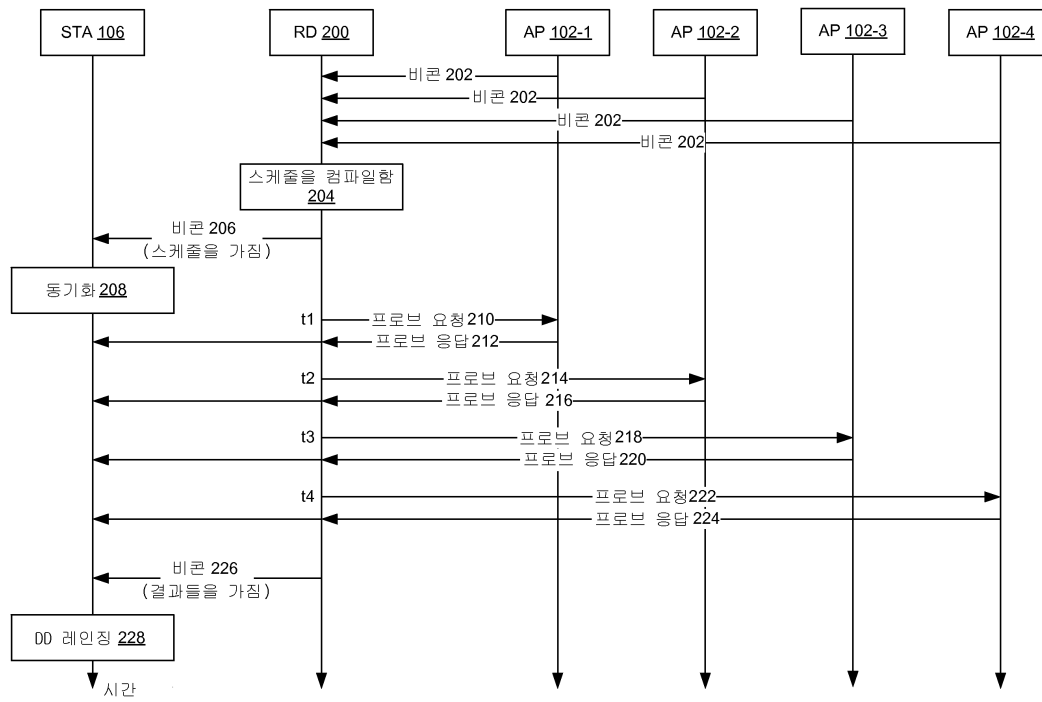 STA 106
RD 200
AP 102-1
AP 102-2
AP 102-3
AP 102-4
비콘 202
비콘 202
비콘 202
비콘 202
스케줄을 컴파일함
204
비콘 206
(스케줄을 가짐)
동기화 208
t1
프로브 요청 210
프로브 응답 212
t2
프로브 요청 214
프로브 응답 216
t3
프로브 요청 218
프로브 응답 220
t4
프로브 요청 222
프로브 응답 224
비콘 226
(결과들을 가짐)
DD 레인징 228
시간